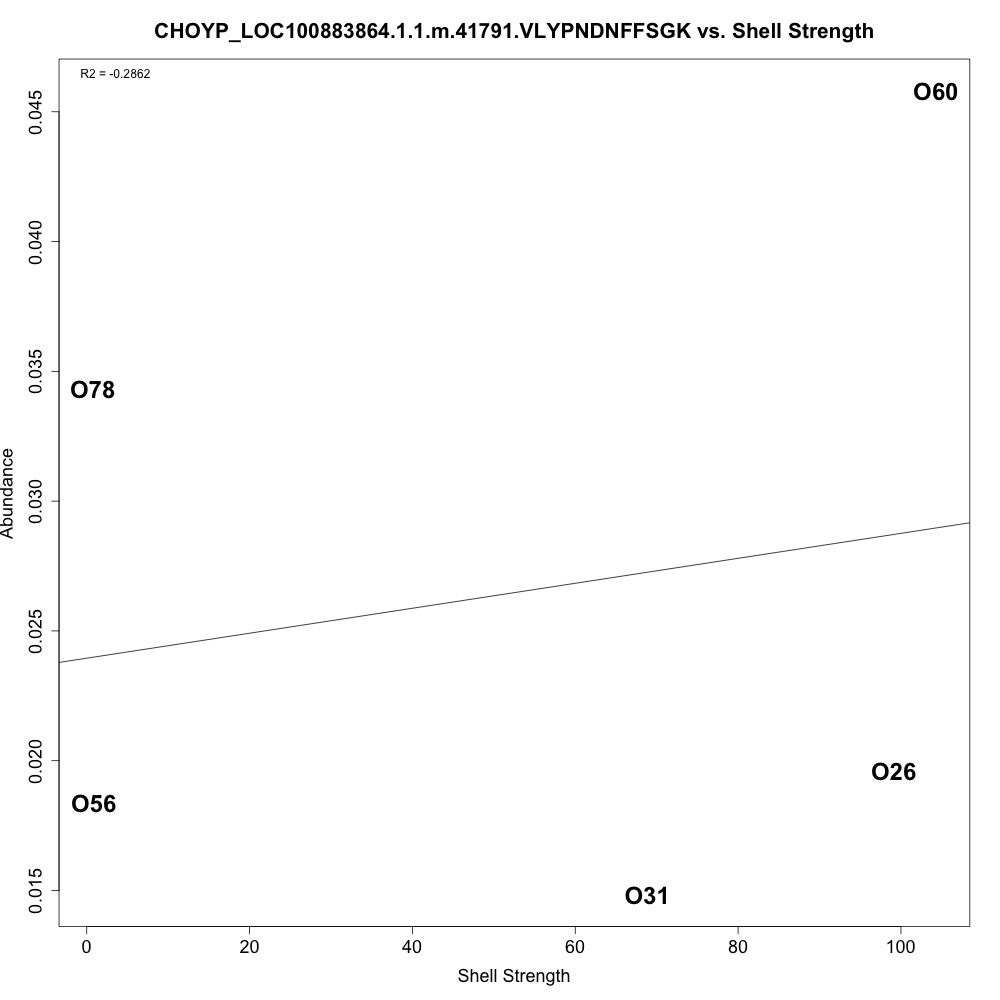 CHOYP_LOC100883864.1.1.m.41791.VLYPNDNFFSGK vs. Shell Strength
R2 = -0.2862
O60
0.045
0.040
O78
0.035
Abundance
0.030
0.025
O26
0.020
O56
O31
0.015
0 20 40 60 80 100
Shell Strength